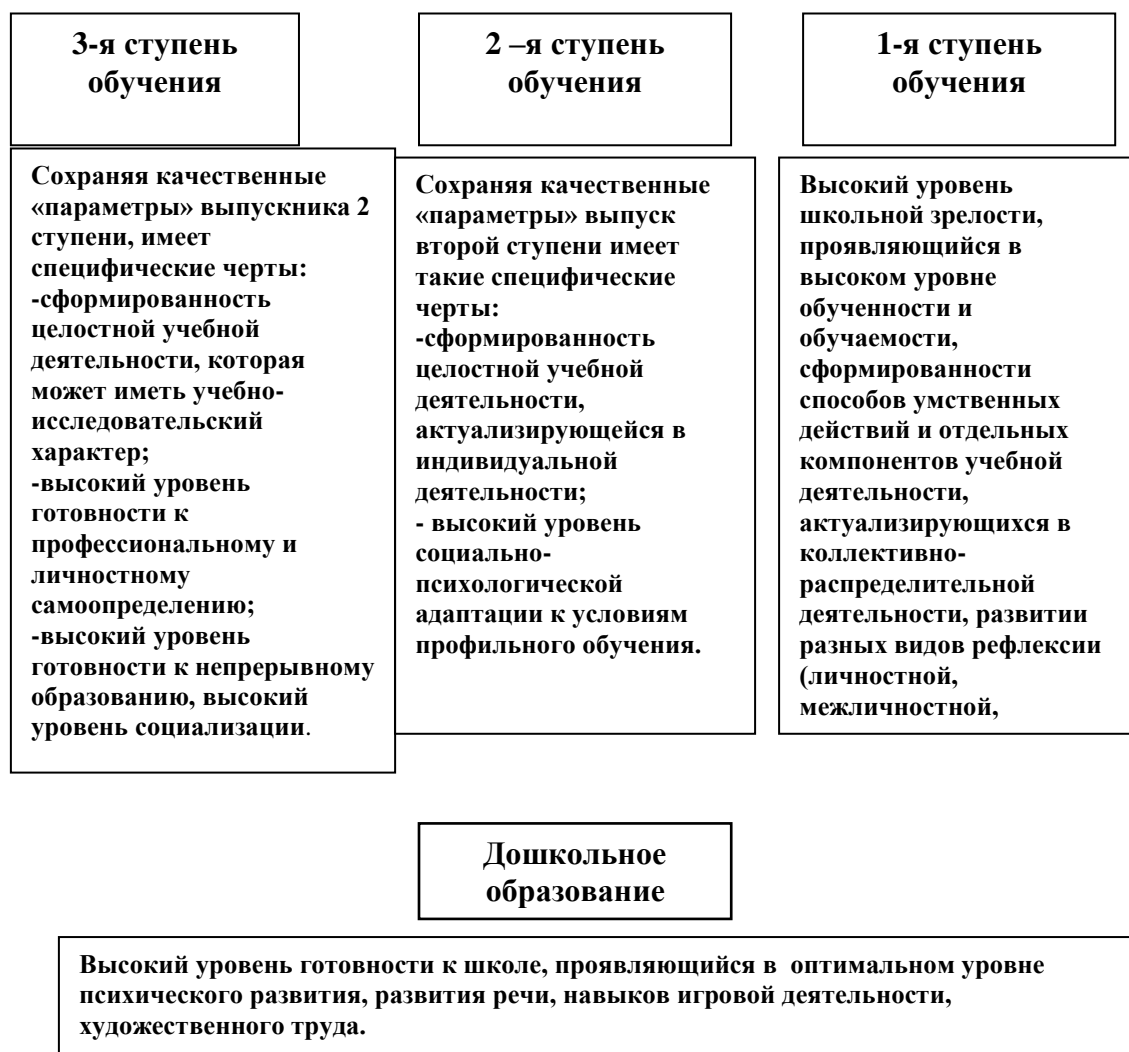 3-я ступень
обучения
Сохраняя качественные
«параметры» выпускника 2
ступени, имеет
специфические черты:
-сформированность
целостной учебной
деятельности, которая
может иметь учебно-
исследовательский
характер;
-высокий уровень
готовности к
профессиональному и
личностному
самоопределению;
-высокий уровень
готовности к непрерывному
образованию, высокий
уровень социализации.
2 –я ступень
обучения
Сохраняя качественные
«параметры» выпуск
второй ступени имеет
такие специфические
черты:
-сформированность
целостной учебной
деятельности,
актуализирующейся в
индивидуальной
деятельности;
- высокий уровень
социально-
психологической
адаптации к условиям
профильного обучения.
1-я ступень
обучения
Высокий уровень
школьной зрелости,
проявляющийся в
высоком уровне
обученности и
обучаемости,
сформированности
способов умственных
действий и отдельных
компонентов учебной
деятельности,
актуализирующихся в
коллективно-
распределительной
деятельности, развитии
разных видов рефлексии
(личностной,
межличностной,
Дошкольное
образование
Высокий уровень готовности к школе, проявляющийся в  оптимальном уровне
психического развития, развития речи, навыков игровой деятельности,
художественного труда.